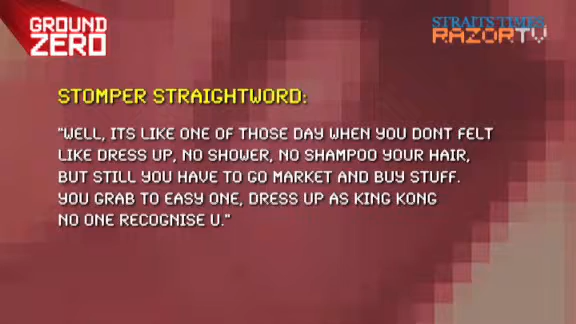 GROUND
ZERO
STRAITS TIMES
RAZORTV
STOMPER STRAIGHTWORD:
"WELL, ITS LIKE ONE OF THOSE DAY WHEN YOU DONT FELT
LIKE DRESS UP, NO SHOWER, NO SHAMPOO YOUR HAIR,
BUT STILL YOU HAVE TO GO MARKET AND BUY STUFF.
YOU GRAB TO EASY ONE, DRESS UP AS KING KONG
NO ONE RECOGNISE U."